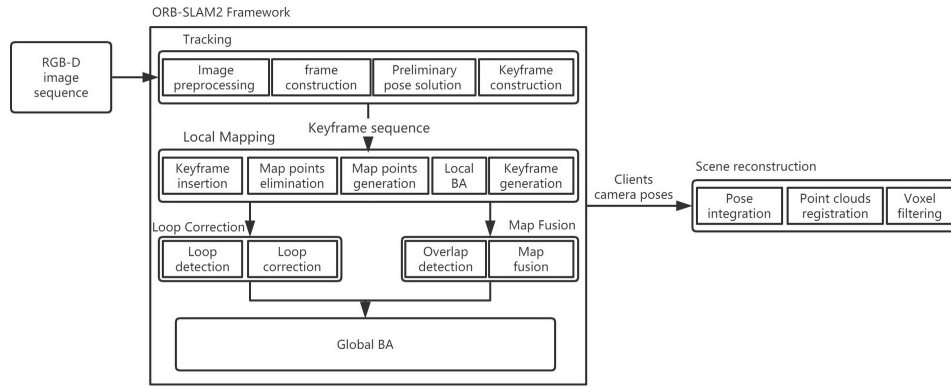 ORB-SLAM2 Framework
RGB-D
image
sequence
Tracking
Image
preprocessing
frame
construction
Preliminary
pose solution
Keyframe
construction
Keyframe sequence
Local Mapping
Keyframe
insertion
Map points
elimination
Map points
generation
Local
BA
Keyframe
generation
Loop Correction
Loop
detection
Loop
correction
Map Fusion
Overlap
detection
Map
fusion
Global BA
Clients
camera poses
Scene reconstruction
Pose
integration
Point clouds
registration
Voxel
filtering